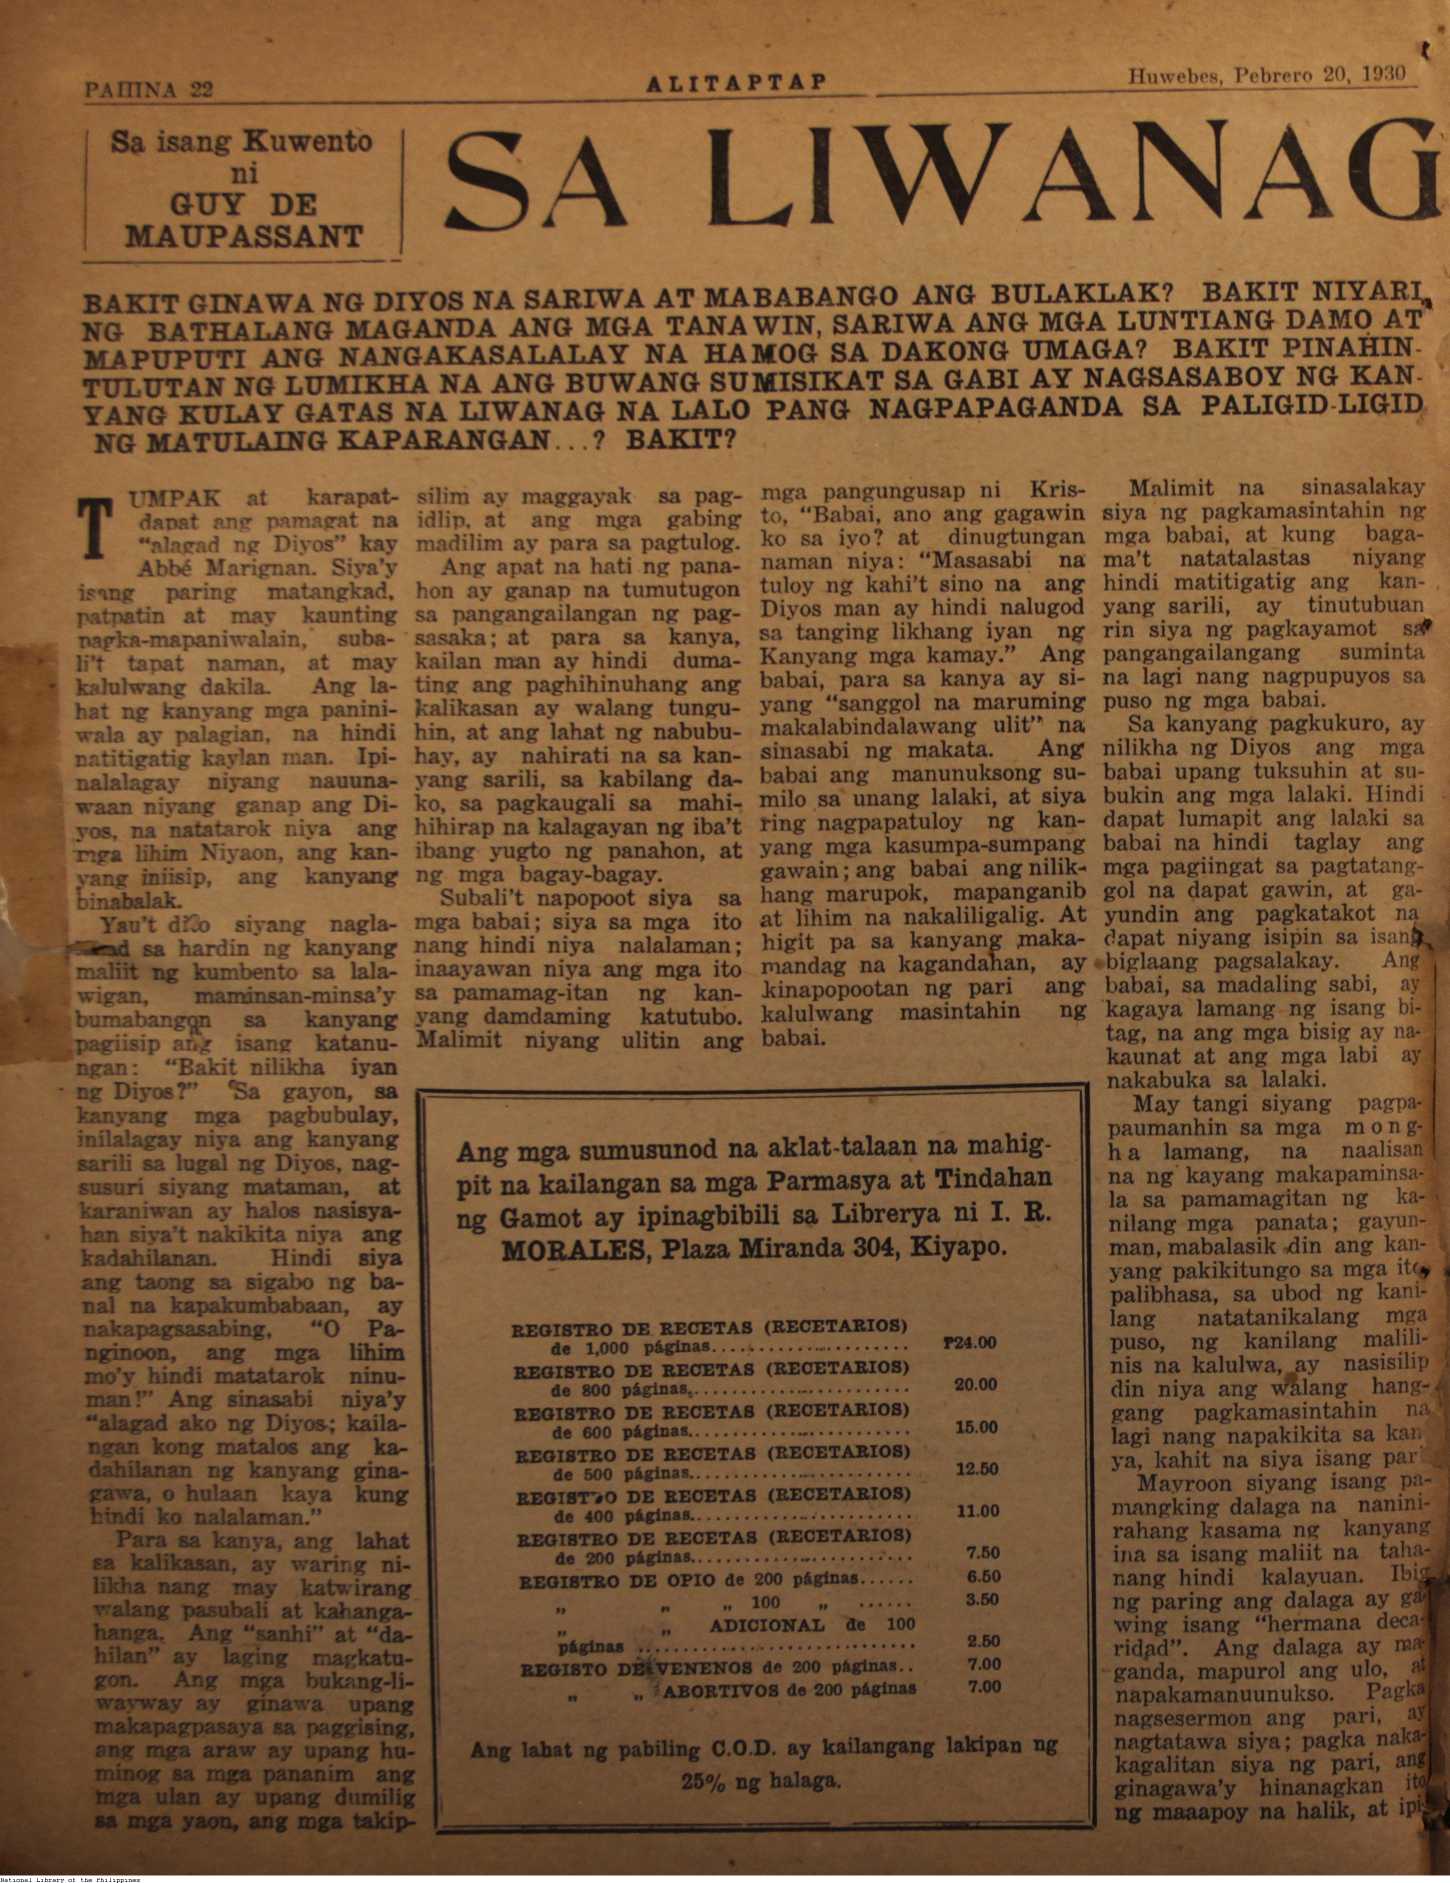 PAHINA 22
ALITAPTAP
Huwebes, Pebrero 20, 1930
Sa isang Kuwento
ni
GUY DE
MAUPASSANT
SA LIWANAG
BAKIT GINAWA NG DIYOS NA SARIWA AT MABABANGO ANG BULAKLAK? BAKIT NIYARI
NG BATHALANG MAGANDA ANG MGA TANAWIN, SARIWA ANG MGA LUNTIANG DAMO AT
MAPUPUTI ANG NANGAKASALALAY NA HAMOG SA DAKONG UMAGA? BAKIT PINAHIN-
TULUTAN NG LUMIKHA NA ANG BUWANG SUMISIKAT SA GABI AY NAGSASABOY NG KAN-
YANG KULAY GATAS NA LIWANAG NA LALO PANG NAGPAPAGANDA SA PALIGID-LIGID
NG MATULAING KAPARANGAN...? BAKIT?
TUMPAK at karapat-
dapat ang pamagat na
"alagad ng Diyos" kay
Abbé Marignan. Siya'y
isang paring matangkad,
patpatin at may kaunting
pagka-mapaniwalain, suba-
li't tapat naman, at may
kalulwang dakila. Ang la-
hat ng kanyang mga panini-
wala ay palagian, na hindi
natitigatig kaylan man. Ipi-
nalalagay niyang nauuna-
waan niyang ganap ang Di-
yos, na natatarok niya ang
mga lihim Niyaon, ang kan-
yang iniisip, ang kanyang
binabalak.
Yau't dito siyang nagla-
sa hardin ng kanyang
maliit ng kumbento sa lala-
wigan, maminsan-minsa'y
bumabangon sa kanyang
pagiisip ang isang katanu-
ngan: "Bakit nilikha iyan
ng Diyos?" Sa gayon, sa
kanyang mga pagbubulay,
inilalagay niya ang kanyang
sarili sa lugal ng Diyos, nag-
susuri siyang mataman, at
karaniwan ay halos nasisya-
han siya't nakikita niya ang
kadahilanan. Hindi siya
ang taong sa sigabo ng ba-
nal na kapakumbabaan, ay
nakapagsasabing, "O Pa-
nginoon, ang mga lihim
mo'y hindi matatarok ninu-
man!" Ang sinasabi niya'y
"alagad ako ng Diyos; kaila-
ngan kong matalos ang ka-
dahilanan ng kanyang gina-
gawa, o hulaan kaya kung
hindi ko nalalaman."
Para sa kanya, ang lahat
sa kalikasan, ay waring ni-
likha nang may katwirang
walang pasubali at kahanga-
hanga. Ang "sanhi" at "da-
hilan" ay laging magkatu-
gon. Ang mga bukang-li-
wayway ay ginawa upang
makapagpasaya sa paggising,
ang mga araw ay upang hu-
minog sa mga pananim ang
mga ulan ay upang dumilig
sa mga yaon, ang mga takip-
silim ay maggayak sa pag-
idlip, at ang mga gabing
madilim ay para sa pagtulog.
Ang apat na hati ng pana-
hon ay ganap na tumutugon
sa pangangailangan ng pag-
sasaka; at para sa kanya,
kailan man ay hindi duma-
ting ang paghihinuhang ang
kalikasan ay walang tungu-
hin, at ang lahat ng nabubu-
hay, ay nahirati na sa kan-
yang sarili, sa kabilang da-
ko, sa pagkaugali sa mahi-
hihirap na kalagayan ng iba't
ibang yugto ng panahon, at
ng mga bagay-bagay.
Subali't napopoot siya sa
mga babai; siya sa mga ito
nang hindi niya nalalaman;
inaayawan niya ang mga ito
sa pamamag-itan ng kan-
yang damdaming katutubo.
Malimit niyang ulitin ang
mga pangungusap ni Kris-
to, "Babai, ano ang gagawin
ko sa iyo? at dinugtungan
naman niya: "Masasabi na
tuloy ng kahi't sino na ang
Diyos man ay hindi nalugod
sa tanging likhang iyan ng
Kanyang mga kamay." Ang
babai, para sa kanya ay si-
yang "sanggol na maruming
makalabindalawang ulit" na
sinasabi ng makata. Ang
babai ang manunuksong su-
milo sa unang lalaki, at siya
ring nagpapatuloy ng kan-
yang mga kasumpa-sumpang
gawain; ang babai ang nilik-
hang marupok, mapanganib
at lihim na nakaliligalig. At
higit pa sa kanyang maka-
mandag na kagandahan, ay
kinapopootan ng pari ang
kalulwang masintahin ng
babai.
Malimit na sinasalakay
siya ng pagkamasintahin ng
mga babai, at kung baga-
ma't natatalastas niyang
hindi matitigatig ang kan-
yang sarili, ay tinutubuan
rin siya ng pagkayamot sa
pangangailangang suminta
na lagi nang nagpupuyos sa
puso ng mga babai.
Sa kanyang pagkukuro, ay
nilikha ng Diyos ang mga
babai upang tuksuhin at su-
bukin ang mga lalaki. Hindi
dapat lumapit ang lalaki sa
babai na hindi taglay ang
mga pagiingat sa pagtatang-
gol na dapat gawin, at ga-
yundin ang pagkatakot na
dapat niyang isipin sa isang
biglaang pagsalakay. Ang
babai, sa madaling sabi, ay
kagaya lamang ng isang bi-
tag, na ang mga bisig ay na-
kaunat at ang mga labi ay
nakabuka sa lalaki.
May tangi siyang pagpa-
paumanhin sa mga mong-
ha lamang, na naalisan
na ng kayang makapaminsa-
la sa pamamagitan ng ka-
nilang mga panata; gayun-
man, mabalasik din ang kan-
yang pakikitungo sa mga ito,
palibhasa, sa ubod ng kani-
lang natatanikalang mga
puso, ng kanilang malili-
nis na kalulwa, ay nasisilip
din niya ang walang hang-
gang pagkamasintahin na
lagi nang napakikita sa kan
ya, kahit na siya isang pari
Mayroon siyang isang pa-
mangking dalaga na nanini-
rahang kasama ng kanyang
ina sa isang maliit na taha-
nang hindi kalayuan. Ibig
ng paring ang dalaga ay ga
wing isang "hermana deca-
ridad". Ang dalaga ay ma-
ganda, mapurol ang ulo, at
napakamanuunukso. Pagka
nagsesermon ang pari, ay
nagtatawa siya; pagka naka-
kagalitan siya ng pari, ang
ginagawa'y hinanagkan ito
ng maaapoy na halik, at ipi
Ang mga sumusunod na aklat-talaan na mahig-
pit na kailangan sa mga Parmasya at Tindahan
ng Gamot ay ipinagbibili sa Librerya ni I. R.
MORALES, Plaza Miranda 304, Kiyapo.
REGISTRO DE RECETAS (RECETARIOS)
de 1,000 páginas...................... ₱24.00
REGISTRO DE RECETAS (RECETARIOS)
de 800 páginas........................ 20.00
REGISTRO DE RECETAS (RECETARIOS)
de 600 páginas........................ 15.00
REGISTRO DE RECETAS (RECETARIOS)
de 500 páginas........................ 12.50
REGISTRO DE RECETAS (RECETARIOS)
de 400 páginas........................ 11.00
REGISTRO DE RECETAS (RECETARIOS)
de 200 páginas........................ 7.50
REGISTRO DE OPIO de 200 páginas...... 6.50
„ „ „ 100 „ ...... 3.50
„ „ ADICIONAL de 100
páginas .............................. 2.50
REGISTO DE VENENOS de 200 páginas.. 7.00
„ „ ABORTIVOS de 200 páginas 7.00
Ang lahat ng pabiling C.O.D. ay kailangang lakipan ng
25% ng halaga.
National Library of the Philippines